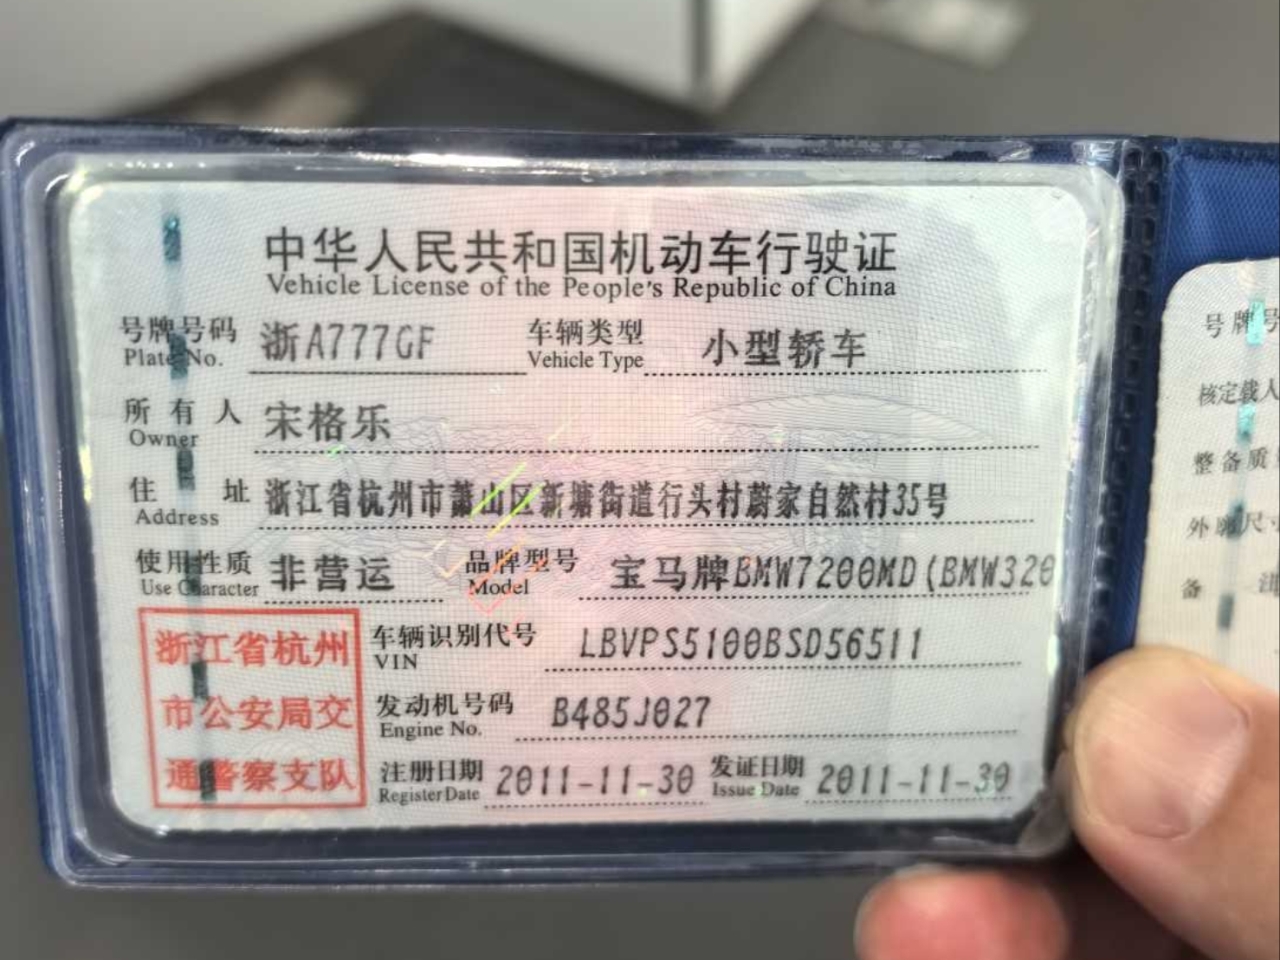 中华人民共和国机动车行驶证
Vehicle License of the People's Republic of China
号牌号码 浙A777GF 车辆类型 小型轿车
Plate No. Vehicle Type
所有人 宋格乐
Owner
住址 浙江省杭州市萧山区新塘街道行头村蔚家自然村35号
Address
使用性质 非营运 品牌型号 宝马牌BMW7200MD(BMW320
Use Character Model
浙江省杭州
市公安局交
通警察支队
车辆识别代号 LBVPS5100BSD56511
VIN
发动机号码 B485J027
Engine No.
注册日期 2011-11-30 发证日期 2011-11-30
Register Date Issue Date
号牌号
核定载人
整备质
外廓尺寸
备 注